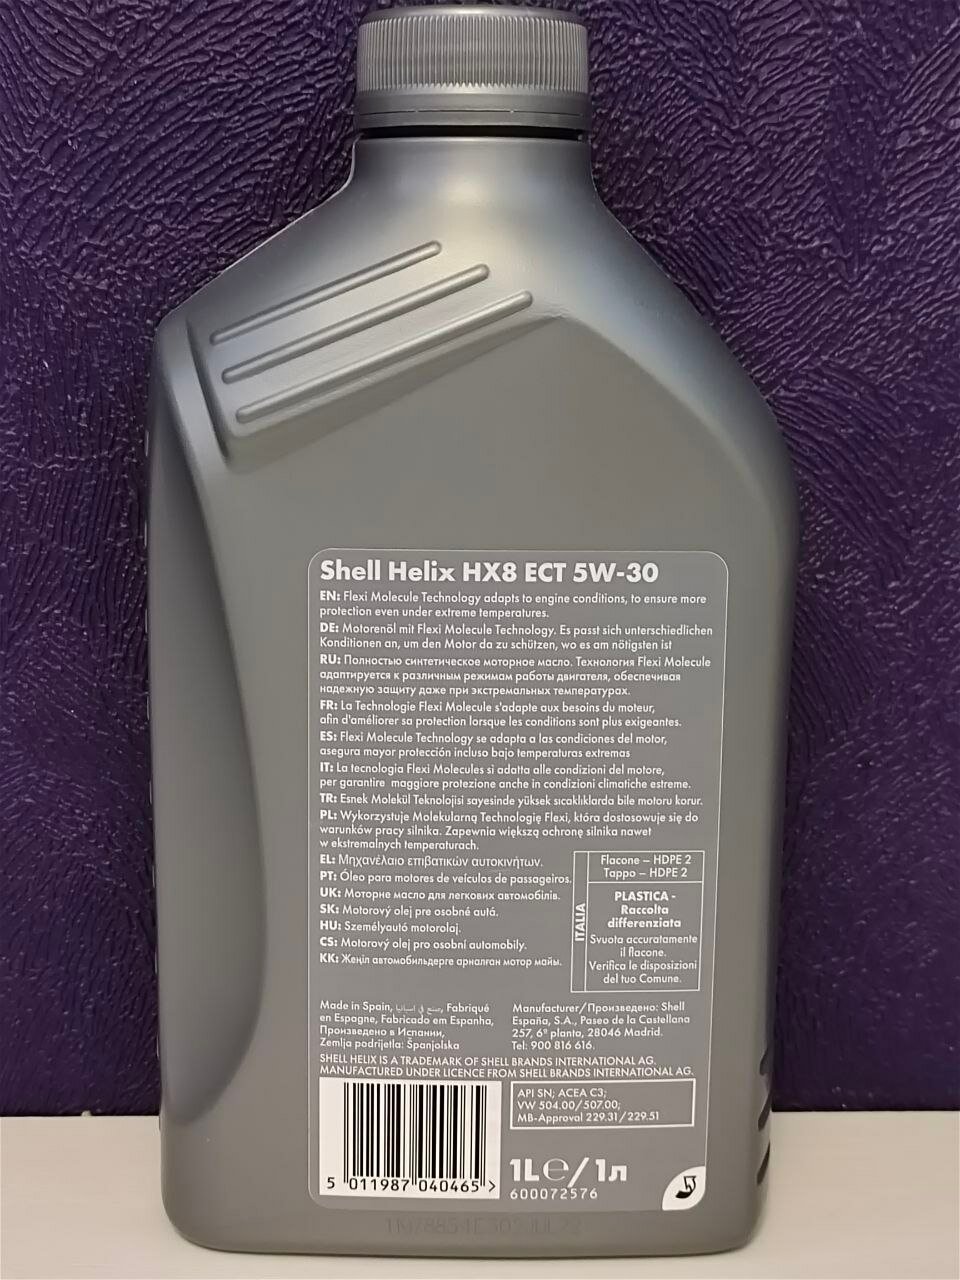 Shell Helix HX8 ECT 5W-30
EN: Flexi Molecule Technology adapts to engine conditions, to ensure more
protection even under extreme temperatures.
DE: Motorenöl mit Flexi Molecule Technology. Es passt sich unterschiedlichen
Konditionen an, um den Motor da zu schützen, wo es am nötigsten ist
RU: Полностью синтетическое моторное масло. Технология Flexi Molecule
адаптируется к различным режимам работы двигателя, обеспечивая
надежную защиту даже при экстремальных температурах.
FR: La Technologie Flexi Molecule s'adapte aux besoins du moteur,
afin d'améliorer sa protection lorsque les conditions sont plus exigeantes.
ES: Flexi Molecule Technology se adapta a las condiciones del motor,
asegura mayor protección incluso bajo temperaturas extremas
IT: La tecnologia Flexi Molecules si adatta alle condizioni del motore,
per garantire maggiore protezione anche in condizioni climatiche estreme.
TR: Esnek Molekül Teknolojisi sayesinde yüksek sıcaklıklarda bile motoru korur.
PL: Wykorzystuje Molekularną Technologię Flexi, która dostosowuje się do
warunków pracy silnika. Zapewnia większą ochronę silnika nawet
w ekstremalnych temperaturach.
EL: Μηχανέλαιο επιβατικών αυτοκινήτων.
PT: Óleo para motores de veículos de passageiros.
UK: Моторне масло для легкових автомобілів.
SK: Motorový olej pre osobné autá.
HU: Személyautó motorolaj.
CS: Motorový olej pro osobní automobily.
KK: Жеңіл автомобильдерге арналған мотор майы.
ITALIA
Flacone – HDPE 2
Tappo – HDPE 2
PLASTICA -
Raccolta
differenziata
Svuota accuratamente
il flacone.
Verifica le disposizioni
del tuo Comune.
Made in Spain, وصنع في اسبانيا Fabriqué
en Espagne, Fabricado em Espanha,
Произведено в Испании,
Zemlja podrijetla: Španjolska
Manufacturer/Произведено: Shell
España, S.A., Paseo de la Castellana
257, 6º planta, 28046 Madrid.
Tel: 900 816 616.
SHELL HELIX IS A TRADEMARK OF SHELL BRANDS INTERNATIONAL AG.
MANUFACTURED UNDER LICENCE FROM SHELL BRANDS INTERNATIONAL AG.
API SN; ACEA C3;
VW 504.00/507.00;
MB-Approval 229.31/229.51
5 011987 040465 >
1L℮/1л
600072576